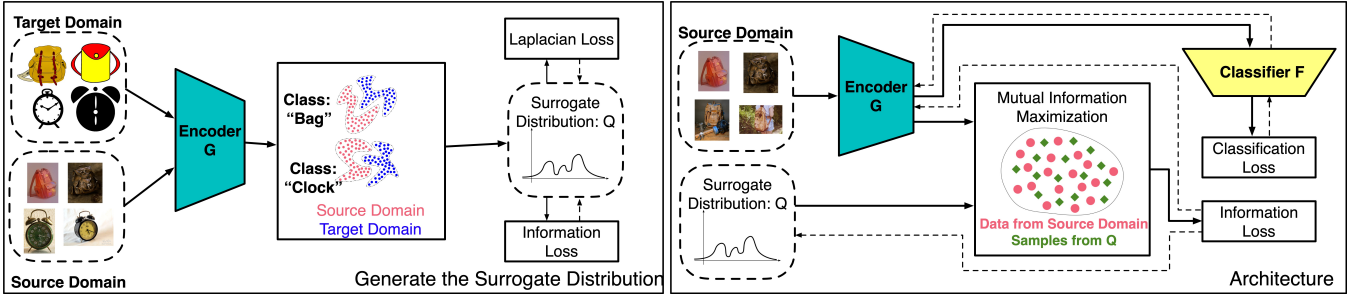 Target Domain
Source Domain
Encoder
G
Class:
“Bag”
Class:
“Clock”
Source Domain
Target Domain
Laplacian Loss
Surrogate
Distribution: Q
Information
Loss
Generate the Surrogate Distribution
Source Domain
Surrogate
Distribution: Q
Encoder
G
Mutual Information
Maximization
Data from Source Domain
Samples from Q
Classifier F
Classification
Loss
Information
Loss
Architecture